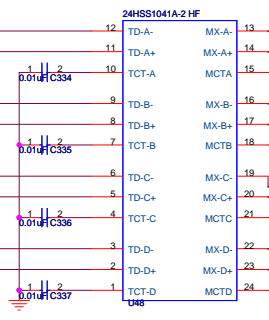 24HSS1041A-2 HF
12 TD-A- MX-A- 13
11 TD-A+ MX-A+ 14
1 2 10 TCT-A MCTA 15
0.01uF C334
9 TD-B- MX-B- 16
8 TD-B+ MX-B+ 17
1 2 7 TCT-B MCTB 18
0.01uF C335
6 TD-C- MX-C- 19
5 TD-C+ MX-C+ 20
1 2 4 TCT-C MCTC 21
0.01uF C336
3 TD-D- MX-D- 22
2 TD-D+ MX-D+ 23
1 2 1 TCT-D MCTD 24
0.01uF C337
U48